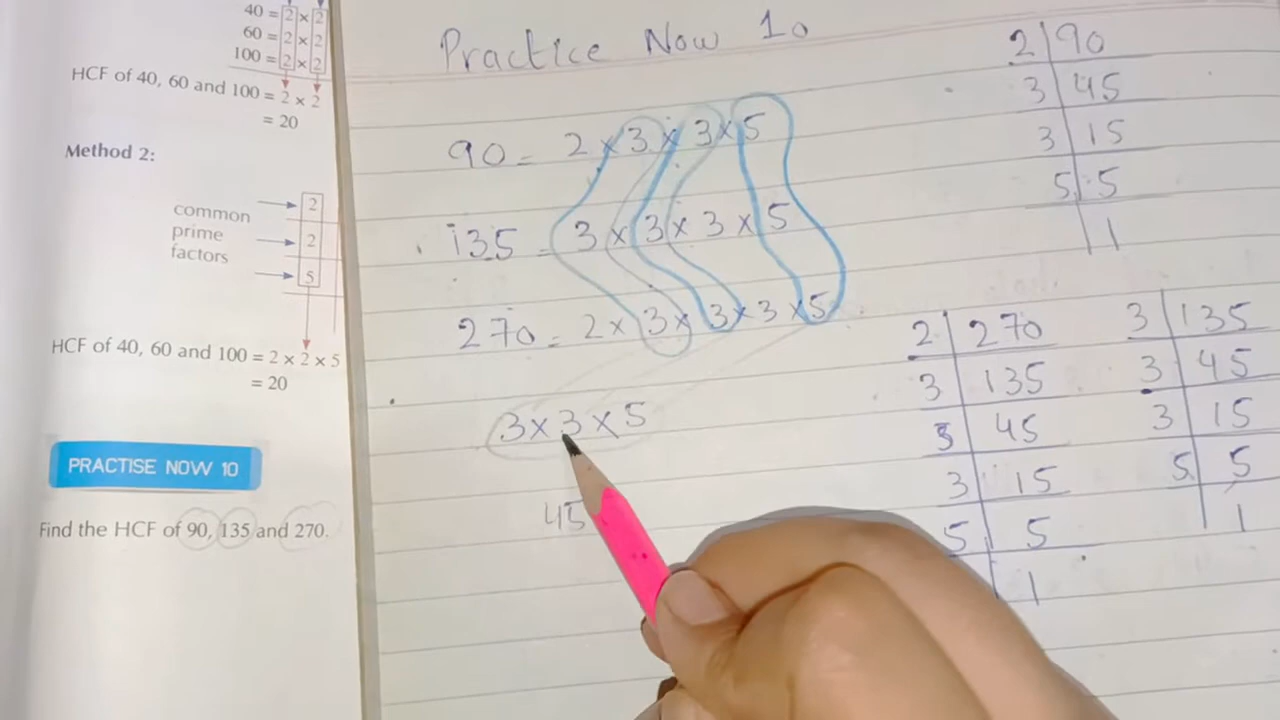 40 = 2 × 2
60 = 2 × 2
100 = 2 × 2
HCF of 40, 60 and 100 = 2 × 2
= 20
Method 2:
common
prime
factors
2
2
5
HCF of 40, 60 and 100 = 2 × 2 × 5
= 20
PRACTISE NOW 10
Find the HCF of 90, 135 and 270.
Practice Now 10
90 = 2 × 3 × 3 × 5
135 = 3 × 3 × 3 × 5
270 = 2 × 3 × 3 × 3 × 5
3 × 3 × 5
45
2 | 90
3 | 45
3 | 15
5 | 5
1
2 | 270
3 | 135
3 | 45
3 | 15
5 | 5
1
3 | 135
3 | 45
3 | 15
5 | 5
1